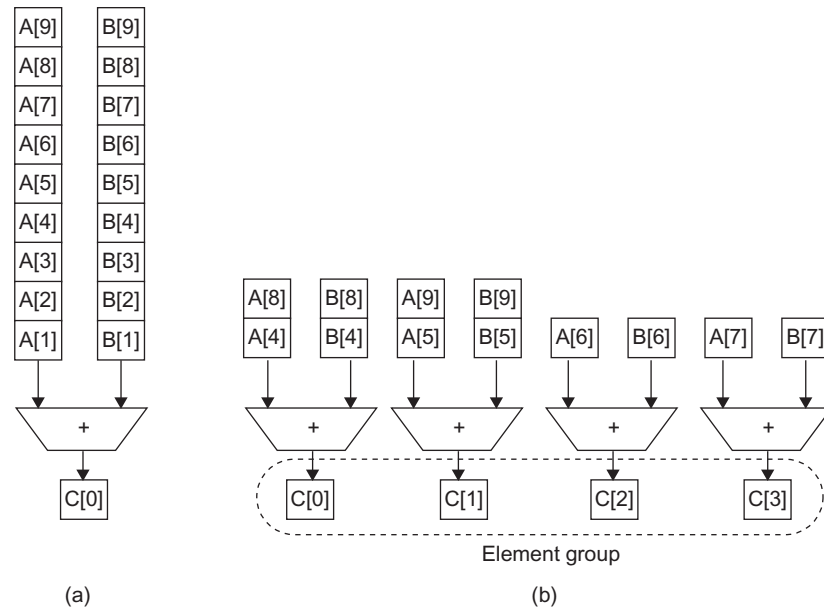 A[9] B[9]
A[8] B[8]
A[7] B[7]
A[6] B[6]
A[5] B[5]
A[4] B[4]
A[3] B[3]
A[2] B[2]
A[1] B[1]
+
C[0]
(a)
A[8] B[8] A[9] B[9]
A[4] B[4] A[5] B[5] A[6] B[6] A[7] B[7]
+ + + +
C[0] C[1] C[2] C[3]
Element group
(b)